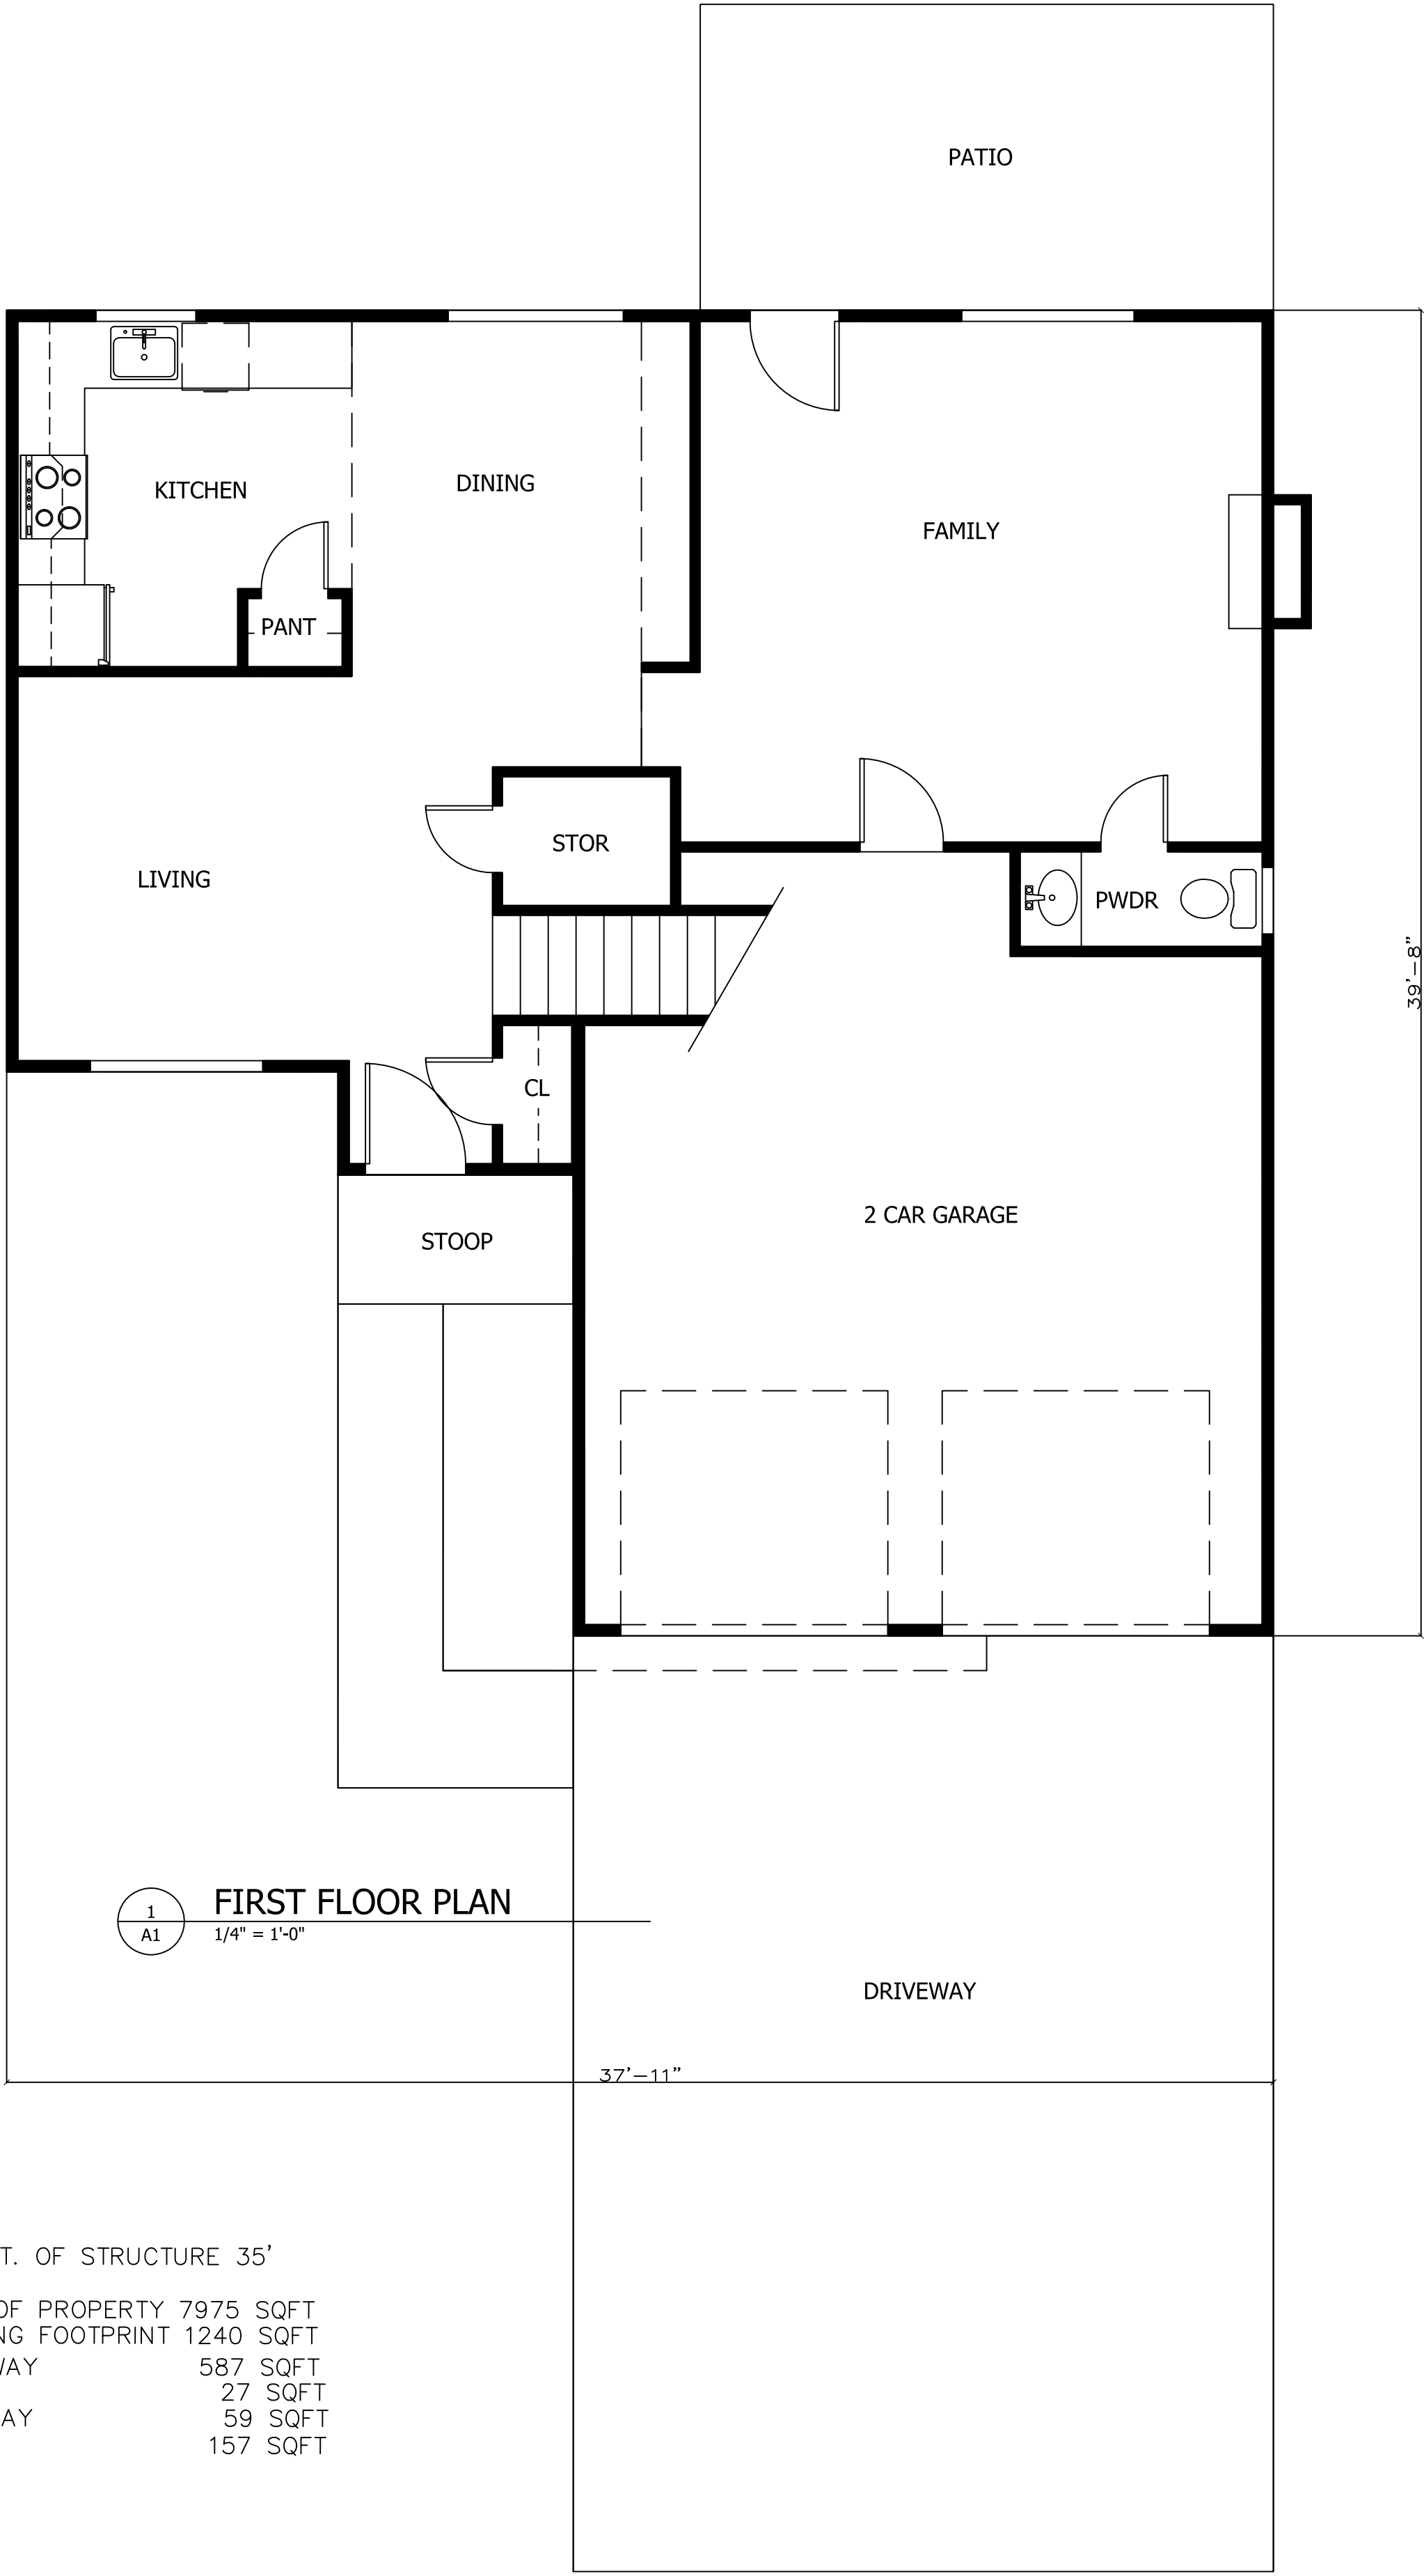 PATIO
KITCHEN
DINING
FAMILY
PANT
STOR
LIVING
PWDR
39'-8"
CL
2 CAR GARAGE
STOOP
1
A1
FIRST FLOOR PLAN
1/4" = 1'-0"
DRIVEWAY
37'-11"
T. OF STRUCTURE 35'
OF PROPERTY 7975 SQFT
NG FOOTPRINT 1240 SQFT
WAY 587 SQFT
27 SQFT
AY 59 SQFT
157 SQFT